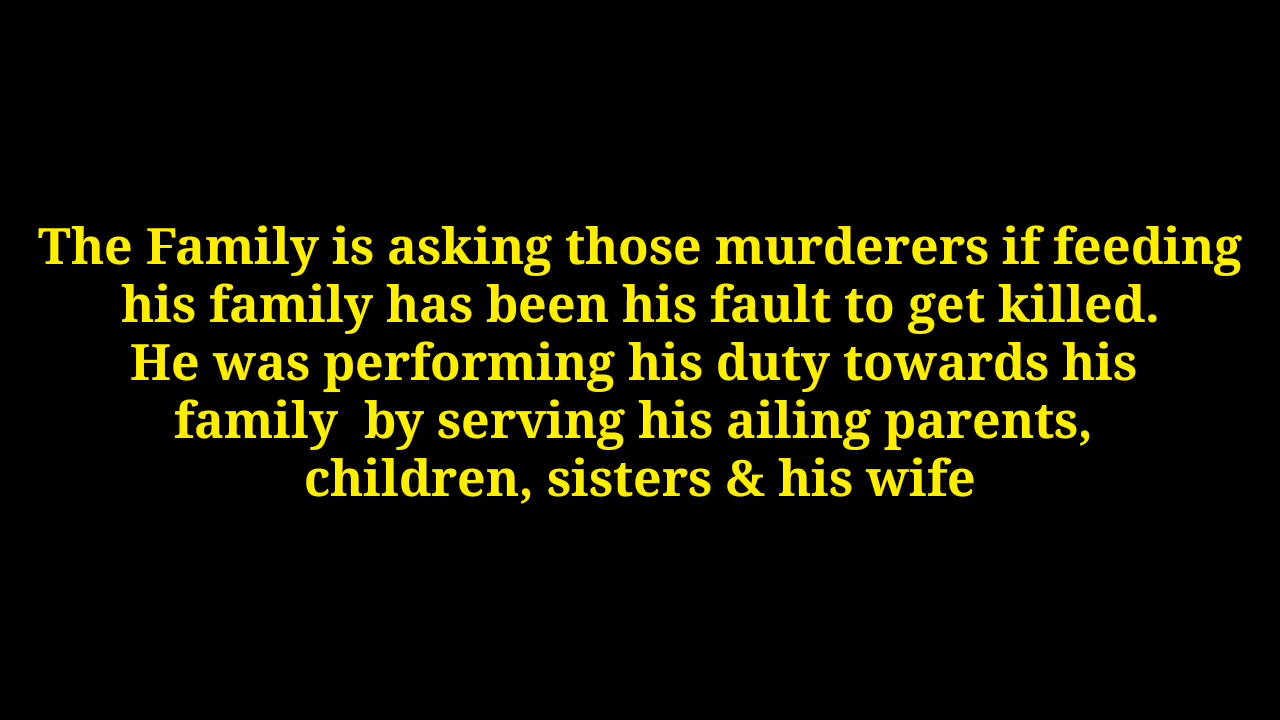 The Family is asking those murderers if feeding
his family has been his fault to get killed.
He was performing his duty towards his
family  by serving his ailing parents,
children, sisters & his wife